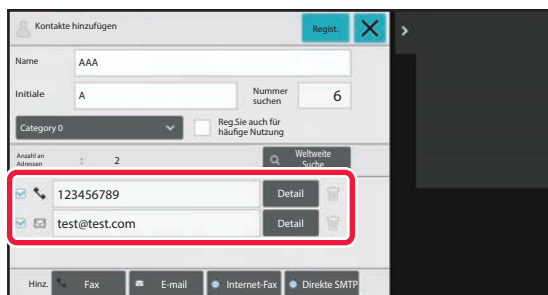 Kontakte hinzufügen
Regist.
Name
AAA
Initiale
A
Nummer
suchen
6
Category 0
Reg.Sie auch für
häufige Nutzung
Anzahl an
Adressen
:
2
Weltweite
Suche
123456789
Detail
test@test.com
Detail
Hinz.
Fax
E-mail
Internet-Fax
Direkte SMTP